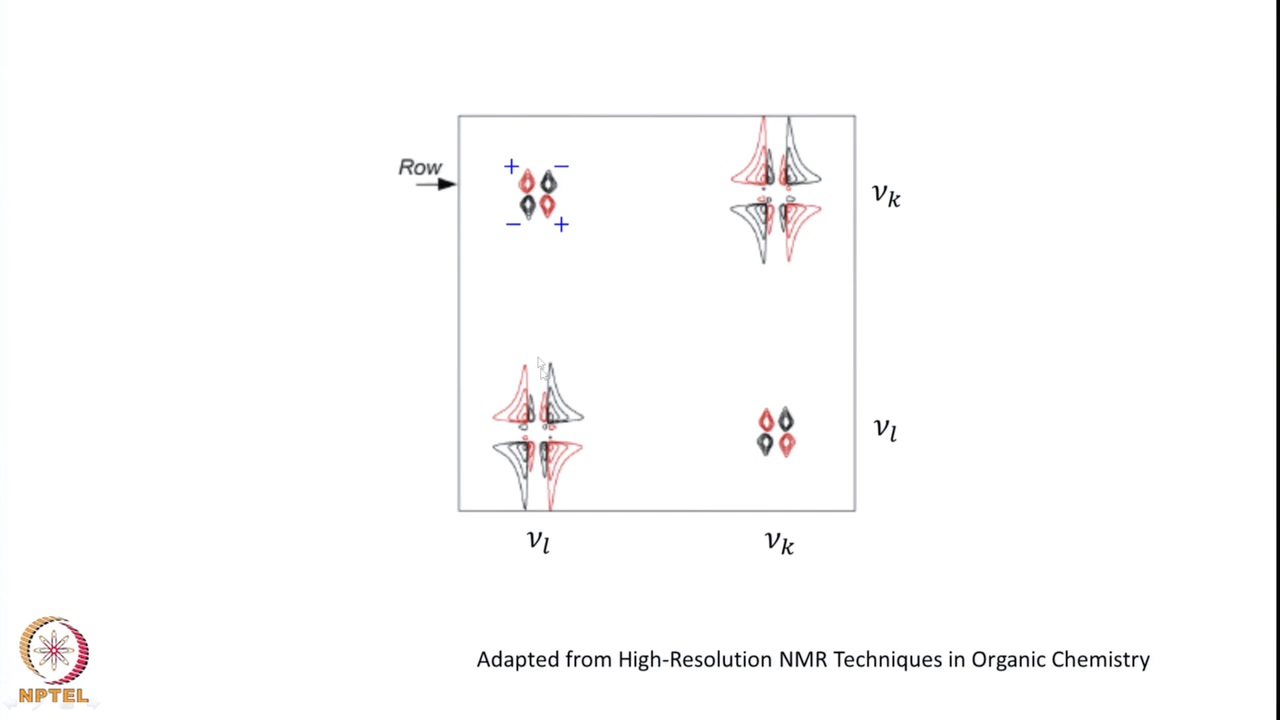 Row
+ −
− +
νk
νl
νl νk
Adapted from High-Resolution NMR Techniques in Organic Chemistry
NPTEL